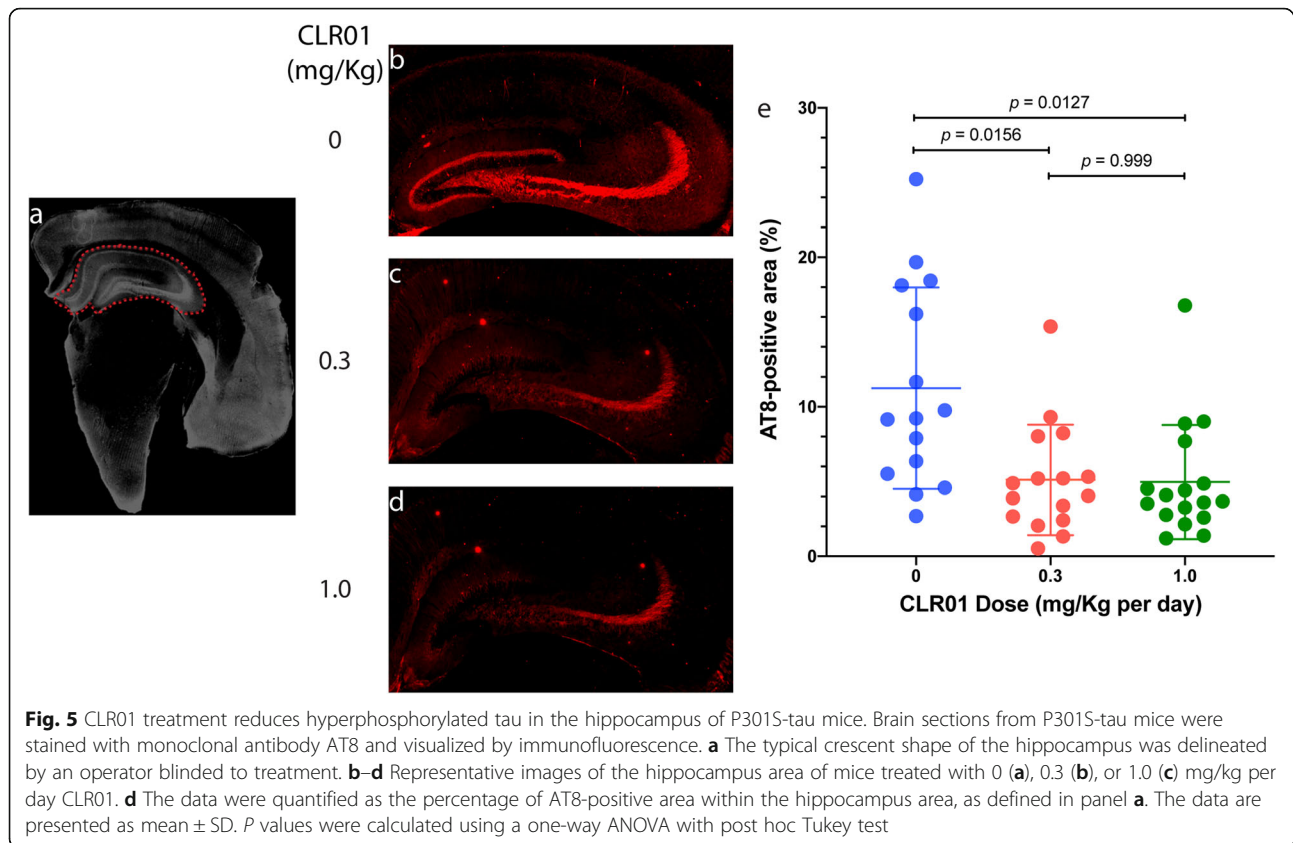 CLR01
(mg/Kg)
0
0.3
1.0
a
b
c
d
e
p = 0.0127
p = 0.0156
p = 0.999
30
20
10
0
AT8-positive area (%)
0 0.3 1.0
CLR01 Dose (mg/Kg per day)
Fig. 5 CLR01 treatment reduces hyperphosphorylated tau in the hippocampus of P301S-tau mice. Brain sections from P301S-tau mice were
stained with monoclonal antibody AT8 and visualized by immunofluorescence. a The typical crescent shape of the hippocampus was delineated
by an operator blinded to treatment. b–d Representative images of the hippocampus area of mice treated with 0 (a), 0.3 (b), or 1.0 (c) mg/kg per
day CLR01. d The data were quantified as the percentage of AT8-positive area within the hippocampus area, as defined in panel a. The data are
presented as mean ± SD. P values were calculated using a one-way ANOVA with post hoc Tukey test